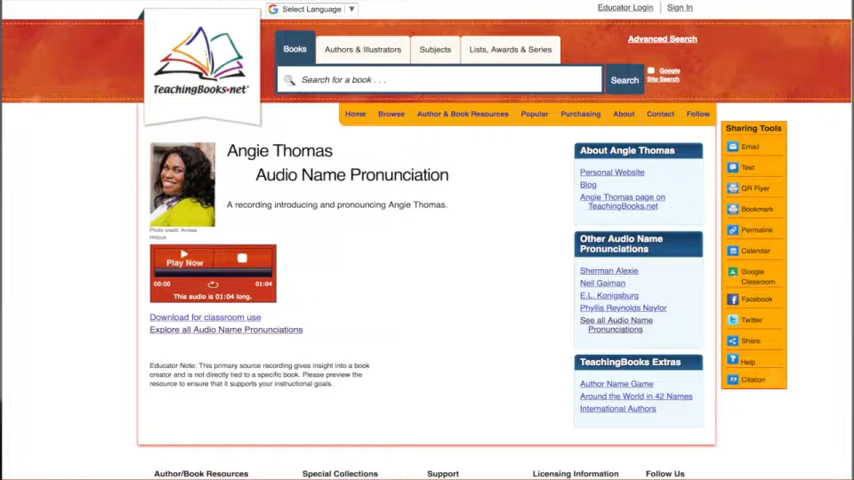 Select Language ▼
Educator Login
Sign In
TeachingBooks.net
Books
Authors & Illustrators
Subjects
Lists, Awards & Series
Advanced Search
Search for a book . . .
Search
Google
Site Search
Home
Browse
Author & Book Resources
Popular
Purchasing
About
Contact
Follow
Angie Thomas
Audio Name Pronunciation
A recording introducing and pronouncing Angie Thomas.
Photo credit:
Play Now
00:00
01:04
This audio is 01:04 long.
Download for classroom use
Explore all Audio Name Pronunciations
Educator Note: This primary source recording gives insight into a book
creator and is not directly tied to a specific book. Please preview the
resource to ensure that it supports your instructional goals.
About Angie Thomas
Personal Website
Blog
Angie Thomas page on
TeachingBooks.net
Other Audio Name
Pronunciations
Sherman Alexie
Neil Gaiman
E.L. Konigsburg
Phyllis Reynolds Naylor
See all Audio Name
Pronunciations
TeachingBooks Extras
Author Name Game
Around the World in 42 Names
International Authors
Sharing Tools
Email
Text
QR Flyer
Bookmark
Permalink
Calendar
Google
Classroom
Facebook
Twitter
Share
Help
Citation
Author/Book Resources
Special Collections
Support
Licensing Information
Follow Us